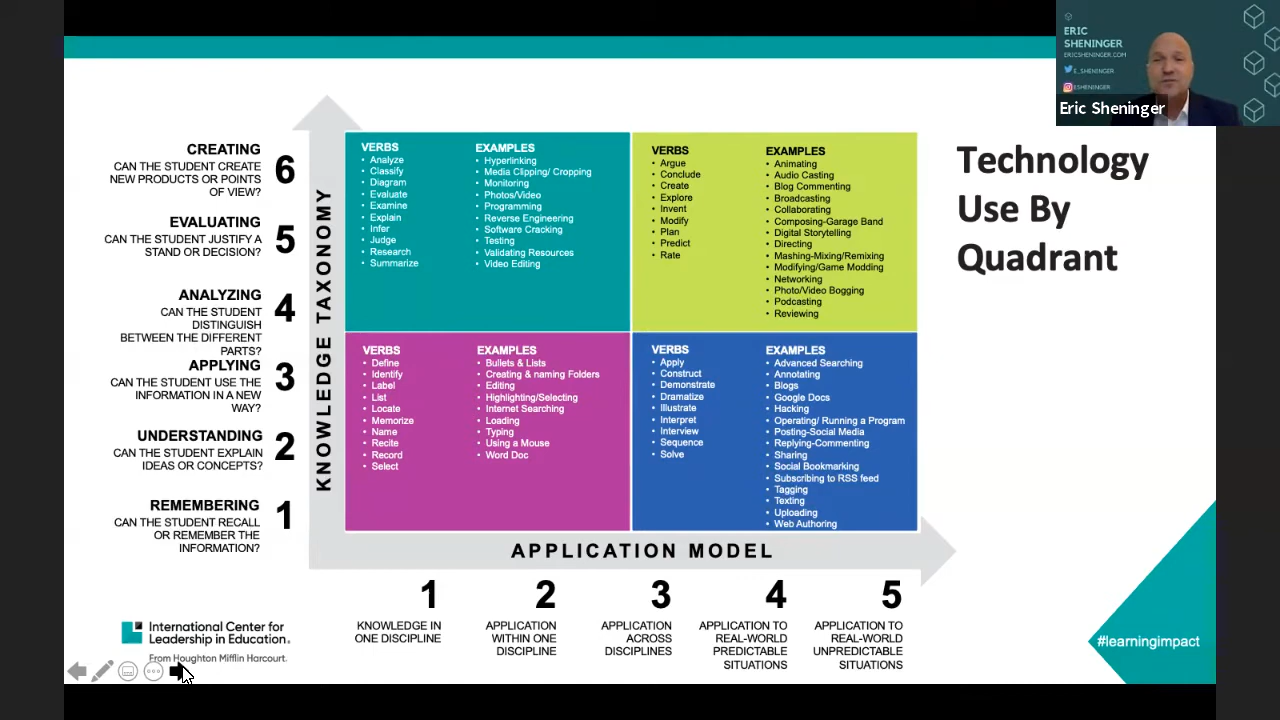 ERIC
SHENINGER
ERICSHENINGER.COM
E_SHENINGER
ESHENINGER
Eric Sheninger
Technology
Use By
Quadrant
CREATING
CAN THE STUDENT CREATE
NEW PRODUCTS OR POINTS
OF VIEW?
6
EVALUATING
CAN THE STUDENT JUSTIFY A
STAND OR DECISION?
5
ANALYZING
CAN THE STUDENT
DISTINGUISH
BETWEEN THE DIFFERENT
PARTS?
4
APPLYING
CAN THE STUDENT USE THE
INFORMATION IN A NEW
WAY?
3
UNDERSTANDING
CAN THE STUDENT EXPLAIN
IDEAS OR CONCEPTS?
2
REMEMBERING
CAN THE STUDENT RECALL
OR REMEMBER THE
INFORMATION?
1
KNOWLEDGE TAXONOMY
VERBS
• Analyze
• Classify
• Diagram
• Evaluate
• Examine
• Explain
• Infer
• Judge
• Research
• Summarize
EXAMPLES
• Hyperlinking
• Media Clipping/ Cropping
• Monitoring
• Photos/Video
• Programming
• Reverse Engineering
• Software Cracking
• Testing
• Validating Resources
• Video Editing
VERBS
• Argue
• Conclude
• Create
• Explore
• Invent
• Modify
• Plan
• Predict
• Rate
EXAMPLES
• Animating
• Audio Casting
• Blog Commenting
• Broadcasting
• Collaborating
• Composing-Garage Band
• Digital Storytelling
• Directing
• Mashing-Mixing/Remixing
• Modifying/Game Modding
• Networking
• Photo/Video Bogging
• Podcasting
• Reviewing
VERBS
• Define
• Identify
• Label
• List
• Locate
• Memorize
• Name
• Recite
• Record
• Select
EXAMPLES
• Bullets & Lists
• Creating & naming Folders
• Editing
• Highlighting/Selecting
• Internet Searching
• Loading
• Typing
• Using a Mouse
• Word Doc
VERBS
• Apply
• Construct
• Demonstrate
• Dramatize
• Illustrate
• Interpret
• Interview
• Sequence
• Solve
EXAMPLES
• Advanced Searching
• Annotating
• Blogs
• Google Docs
• Hacking
• Operating/ Running a Program
• Posting-Social Media
• Replying-Commenting
• Sharing
• Social Bookmarking
• Subscribing to RSS feed
• Tagging
• Texting
• Uploading
• Web Authoring
APPLICATION MODEL
1
KNOWLEDGE IN
ONE DISCIPLINE
2
APPLICATION
WITHIN ONE
DISCIPLINE
3
APPLICATION
ACROSS
DISCIPLINES
4
APPLICATION TO
REAL-WORLD
PREDICTABLE
SITUATIONS
5
APPLICATION TO
REAL-WORLD
UNPREDICTABLE
SITUATIONS
International Center for
Leadership in Education.
From Houghton Mifflin Harcourt.
#learningimpact